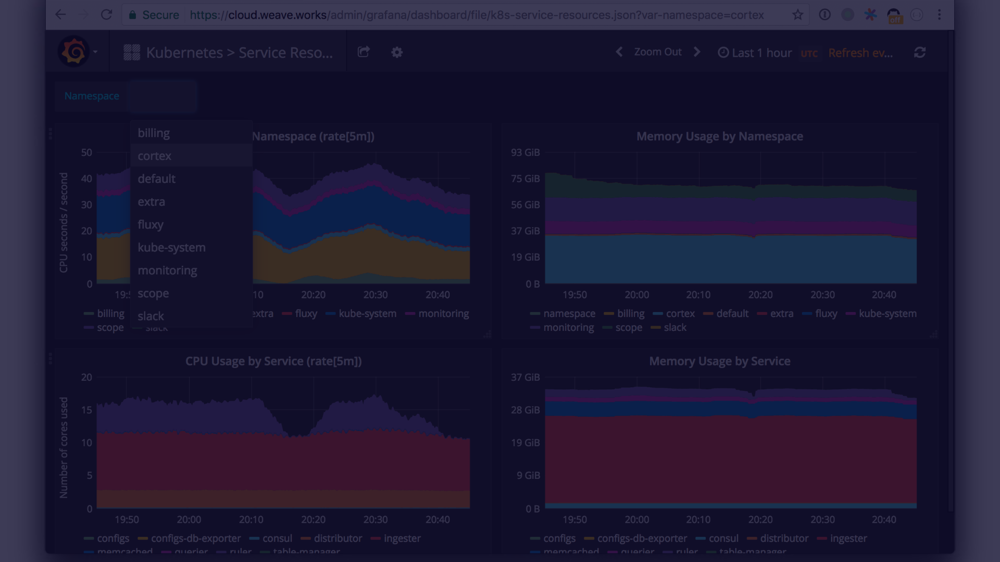 Secure https://cloud.weave.works/admin/grafana/dashboard/file/k8s-service-resources.json?var-namespace=cortex
off
Kubernetes > Service Reso...
Zoom Out
Last 1 hour UTC Refresh ev...
Namespace
billing
cortex
default
extra
fluxy
kube-system
monitoring
scope
slack
Namespace (rate[5m])
CPU seconds / second
50
40
30
20
10
0
19:5
10 20:20 20:30 20:40
billing extra fluxy kube-system monitoring
scope slack
Memory Usage by Namespace
93 GiB
75 GiB
56 GiB
37 GiB
19 GiB
0 B
19:50 20:00 20:10 20:20 20:30 20:40
namespace billing cortex default extra fluxy kube-system
monitoring scope slack
CPU Usage by Service (rate[5m])
Number of cores used
20
15
10
5
0
19:50 20:00 20:10 20:20 20:30 20:40
configs configs-db-exporter consul distributor ingester
memcached querier ruler table-manager
Memory Usage by Service
37 GiB
28 GiB
19 GiB
9 GiB
0 B
19:50 20:00 20:10 20:20 20:30 20:40
configs configs-db-exporter consul distributor ingester
memcached querier ruler table-manager